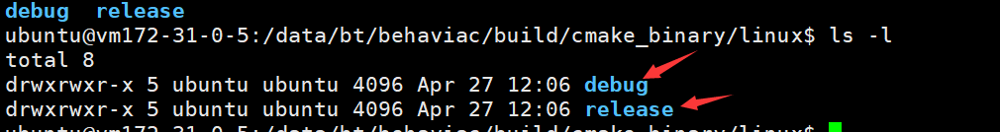 debug  release
ubuntu@vm172-31-0-5:/data/bt/behaviac/build/cmake_binary/linux$ ls -l
total 8
drwxrwxr-x 5 ubuntu ubuntu 4096 Apr 27 12:06 debug
drwxrwxr-x 5 ubuntu ubuntu 4096 Apr 27 12:06 release
ubuntu@vm172-31-0-5:/data/bt/behaviac/build/cmake_binary/linux$